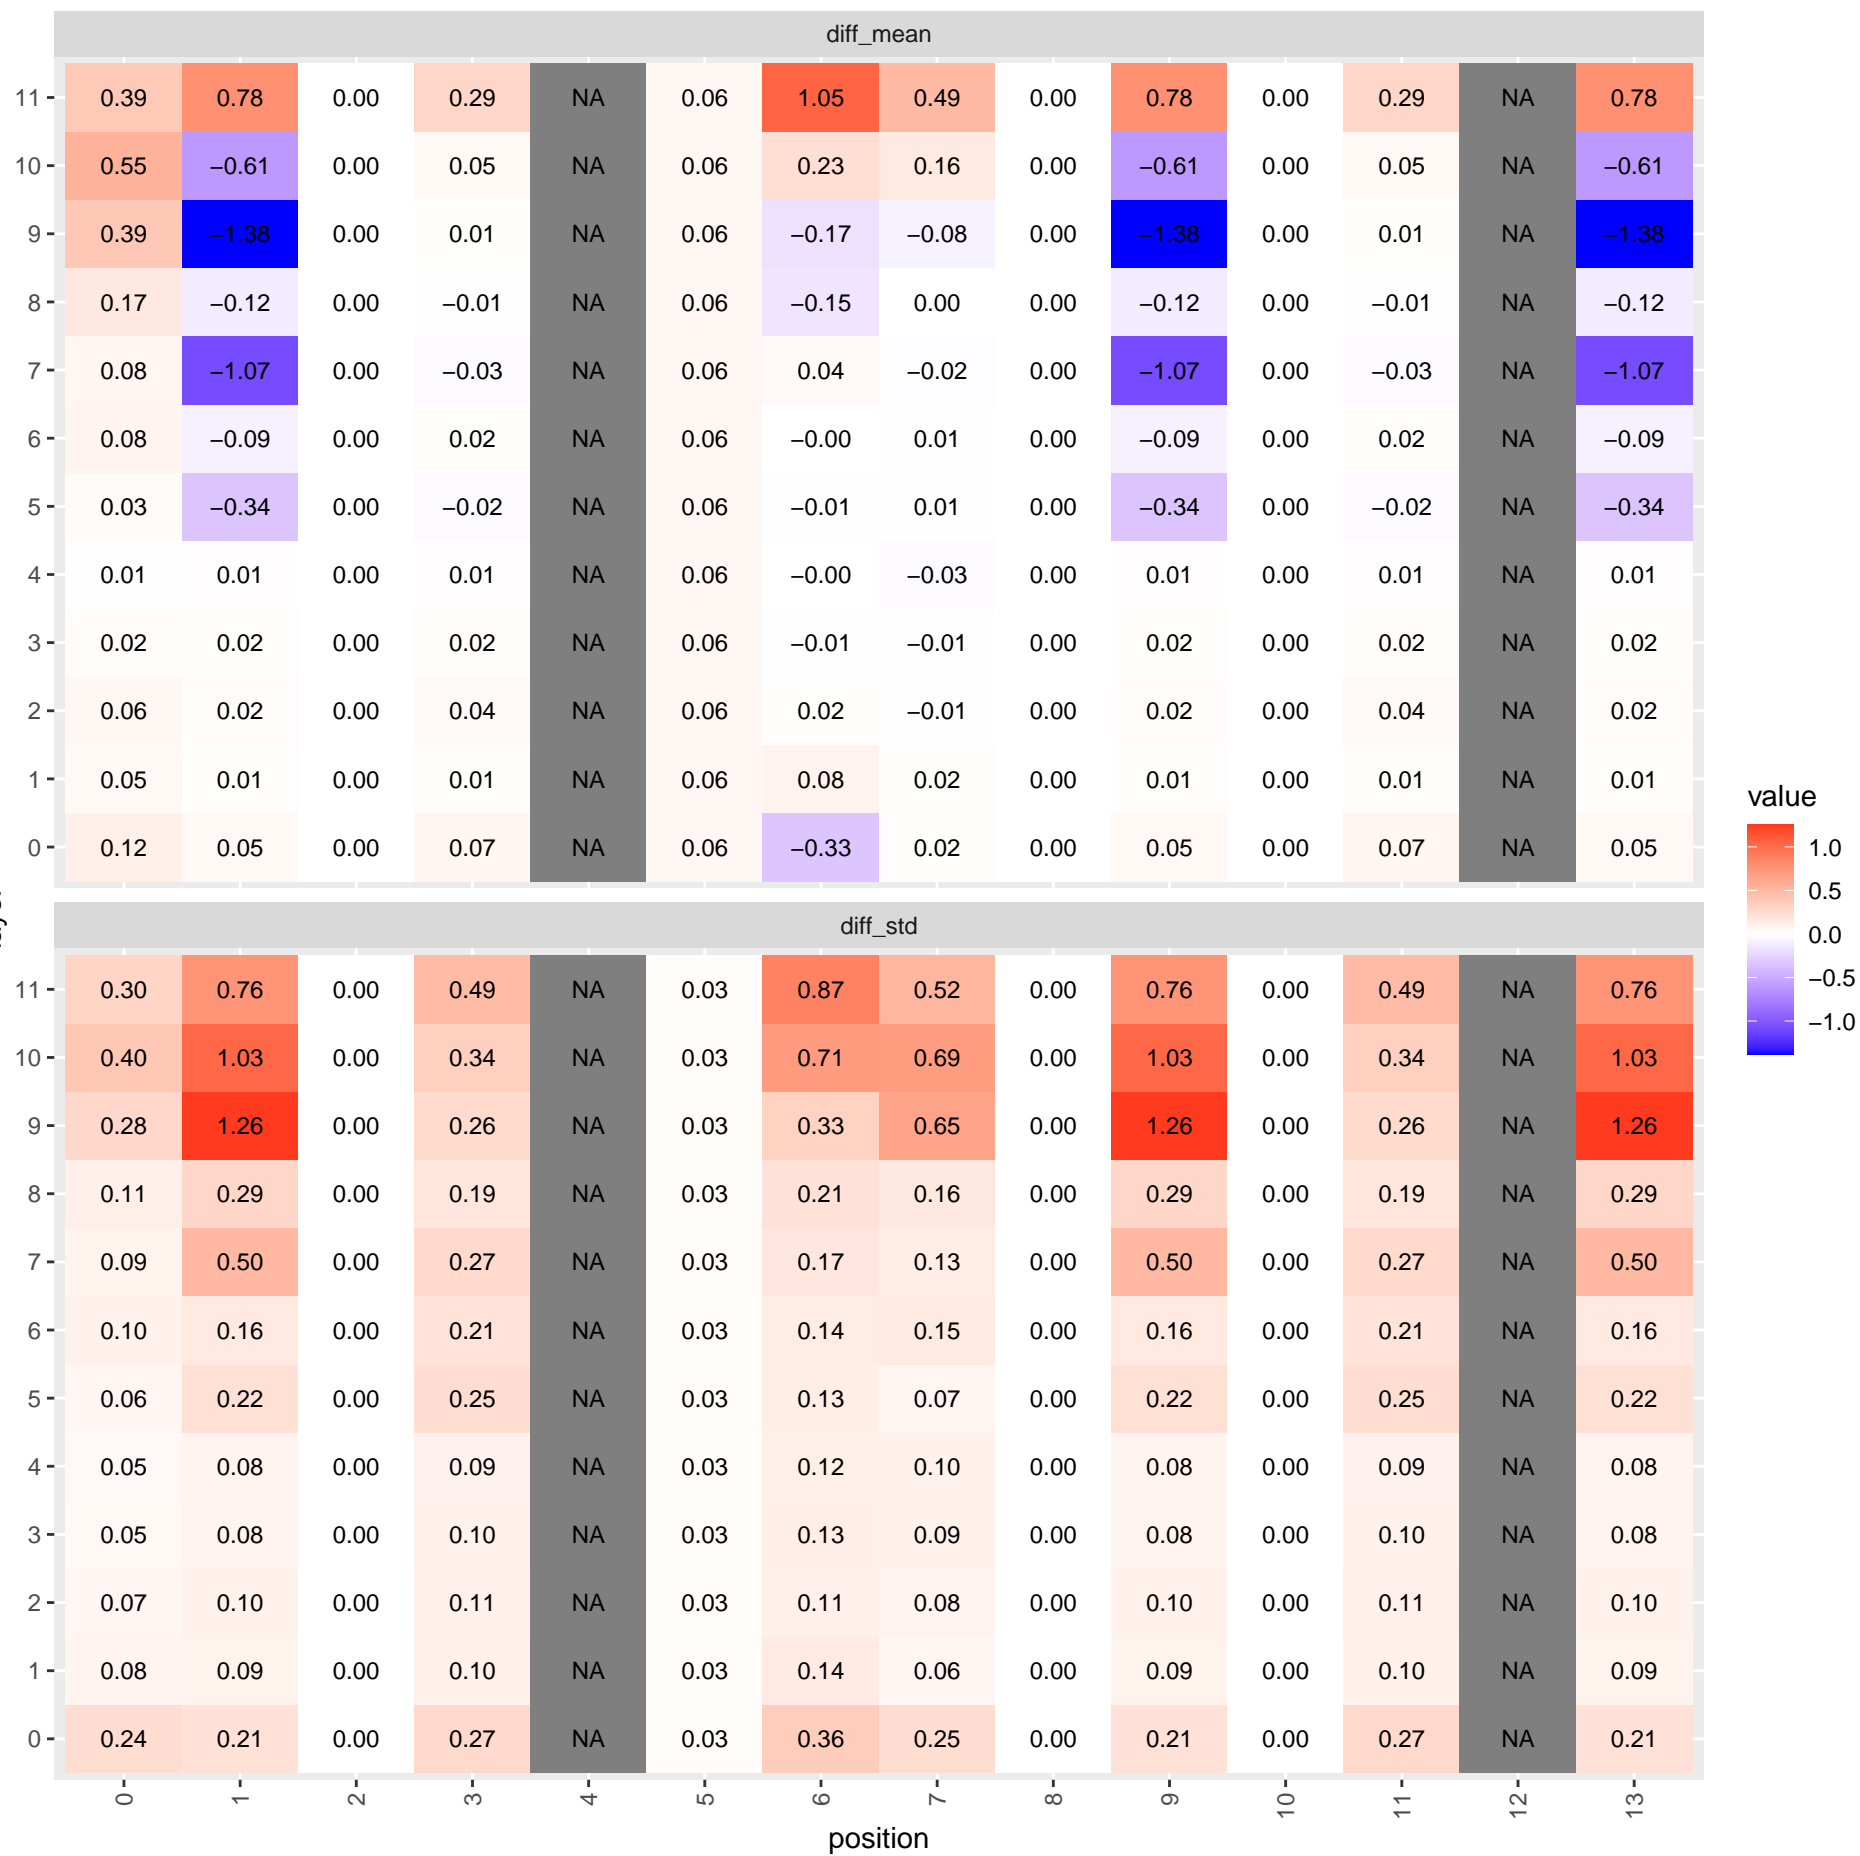 diff_mean
11 0.39 0.78 0.00 0.29 NA 0.06 1.05 0.49 0.00 0.78 0.00 0.29 NA 0.78
10 0.55 −0.61 0.00 0.05 NA 0.06 0.23 0.16 0.00 −0.61 0.00 0.05 NA −0.61
9 0.39 −1.38 0.00 0.01 NA 0.06 −0.17 −0.08 0.00 −1.38 0.00 0.01 NA −1.38
8 0.17 −0.12 0.00 −0.01 NA 0.06 −0.15 0.00 0.00 −0.12 0.00 −0.01 NA −0.12
7 0.08 −1.07 0.00 −0.03 NA 0.06 0.04 −0.02 0.00 −1.07 0.00 −0.03 NA −1.07
6 0.08 −0.09 0.00 0.02 NA 0.06 −0.00 0.01 0.00 −0.09 0.00 0.02 NA −0.09
5 0.03 −0.34 0.00 −0.02 NA 0.06 −0.01 0.01 0.00 −0.34 0.00 −0.02 NA −0.34
4 0.01 0.01 0.00 0.01 NA 0.06 −0.00 −0.03 0.00 0.01 0.00 0.01 NA 0.01
3 0.02 0.02 0.00 0.02 NA 0.06 −0.01 −0.01 0.00 0.02 0.00 0.02 NA 0.02
2 0.06 0.02 0.00 0.04 NA 0.06 0.02 −0.01 0.00 0.02 0.00 0.04 NA 0.02
1 0.05 0.01 0.00 0.01 NA 0.06 0.08 0.02 0.00 0.01 0.00 0.01 NA 0.01
0 0.12 0.05 0.00 0.07 NA 0.06 −0.33 0.02 0.00 0.05 0.00 0.07 NA 0.05
diff_std
11 0.30 0.76 0.00 0.49 NA 0.03 0.87 0.52 0.00 0.76 0.00 0.49 NA 0.76
10 0.40 1.03 0.00 0.34 NA 0.03 0.71 0.69 0.00 1.03 0.00 0.34 NA 1.03
9 0.28 1.26 0.00 0.26 NA 0.03 0.33 0.65 0.00 1.26 0.00 0.26 NA 1.26
8 0.11 0.29 0.00 0.19 NA 0.03 0.21 0.16 0.00 0.29 0.00 0.19 NA 0.29
7 0.09 0.50 0.00 0.27 NA 0.03 0.17 0.13 0.00 0.50 0.00 0.27 NA 0.50
6 0.10 0.16 0.00 0.21 NA 0.03 0.14 0.15 0.00 0.16 0.00 0.21 NA 0.16
5 0.06 0.22 0.00 0.25 NA 0.03 0.13 0.07 0.00 0.22 0.00 0.25 NA 0.22
4 0.05 0.08 0.00 0.09 NA 0.03 0.12 0.10 0.00 0.08 0.00 0.09 NA 0.08
3 0.05 0.08 0.00 0.10 NA 0.03 0.13 0.09 0.00 0.08 0.00 0.10 NA 0.08
2 0.07 0.10 0.00 0.11 NA 0.03 0.11 0.08 0.00 0.10 0.00 0.11 NA 0.10
1 0.08 0.09 0.00 0.10 NA 0.03 0.14 0.06 0.00 0.09 0.00 0.10 NA 0.09
0 0.24 0.21 0.00 0.27 NA 0.03 0.36 0.25 0.00 0.21 0.00 0.27 NA 0.21
0 1 2 3 4 5 6 7 8 9 10 11 12 13
position
value
1.0
0.5
0.0
−0.5
−1.0